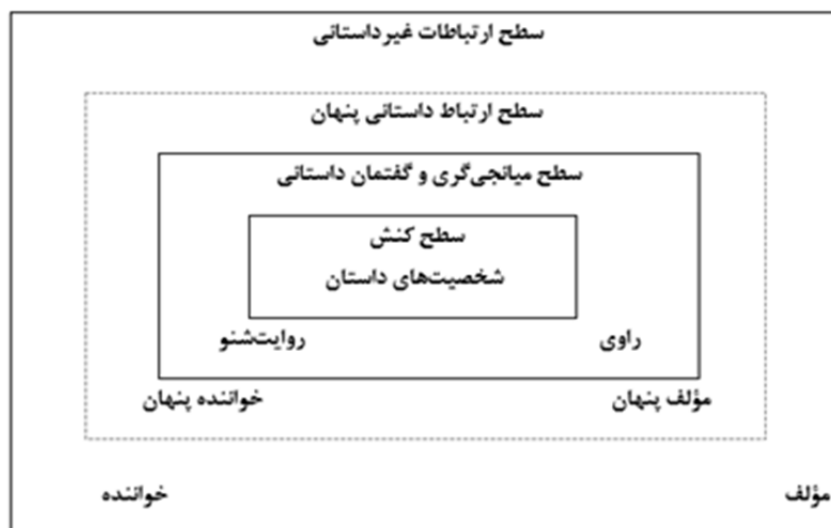 سطح ارتباطات غیرداستانی
سطح ارتباط داستانی پنهان
سطح میانجی‌گری و گفتمان داستانی
سطح کنش
شخصیت‌های داستان
راوی روایت‌شنو
مؤلف پنهان خواننده پنهان
مؤلف خواننده